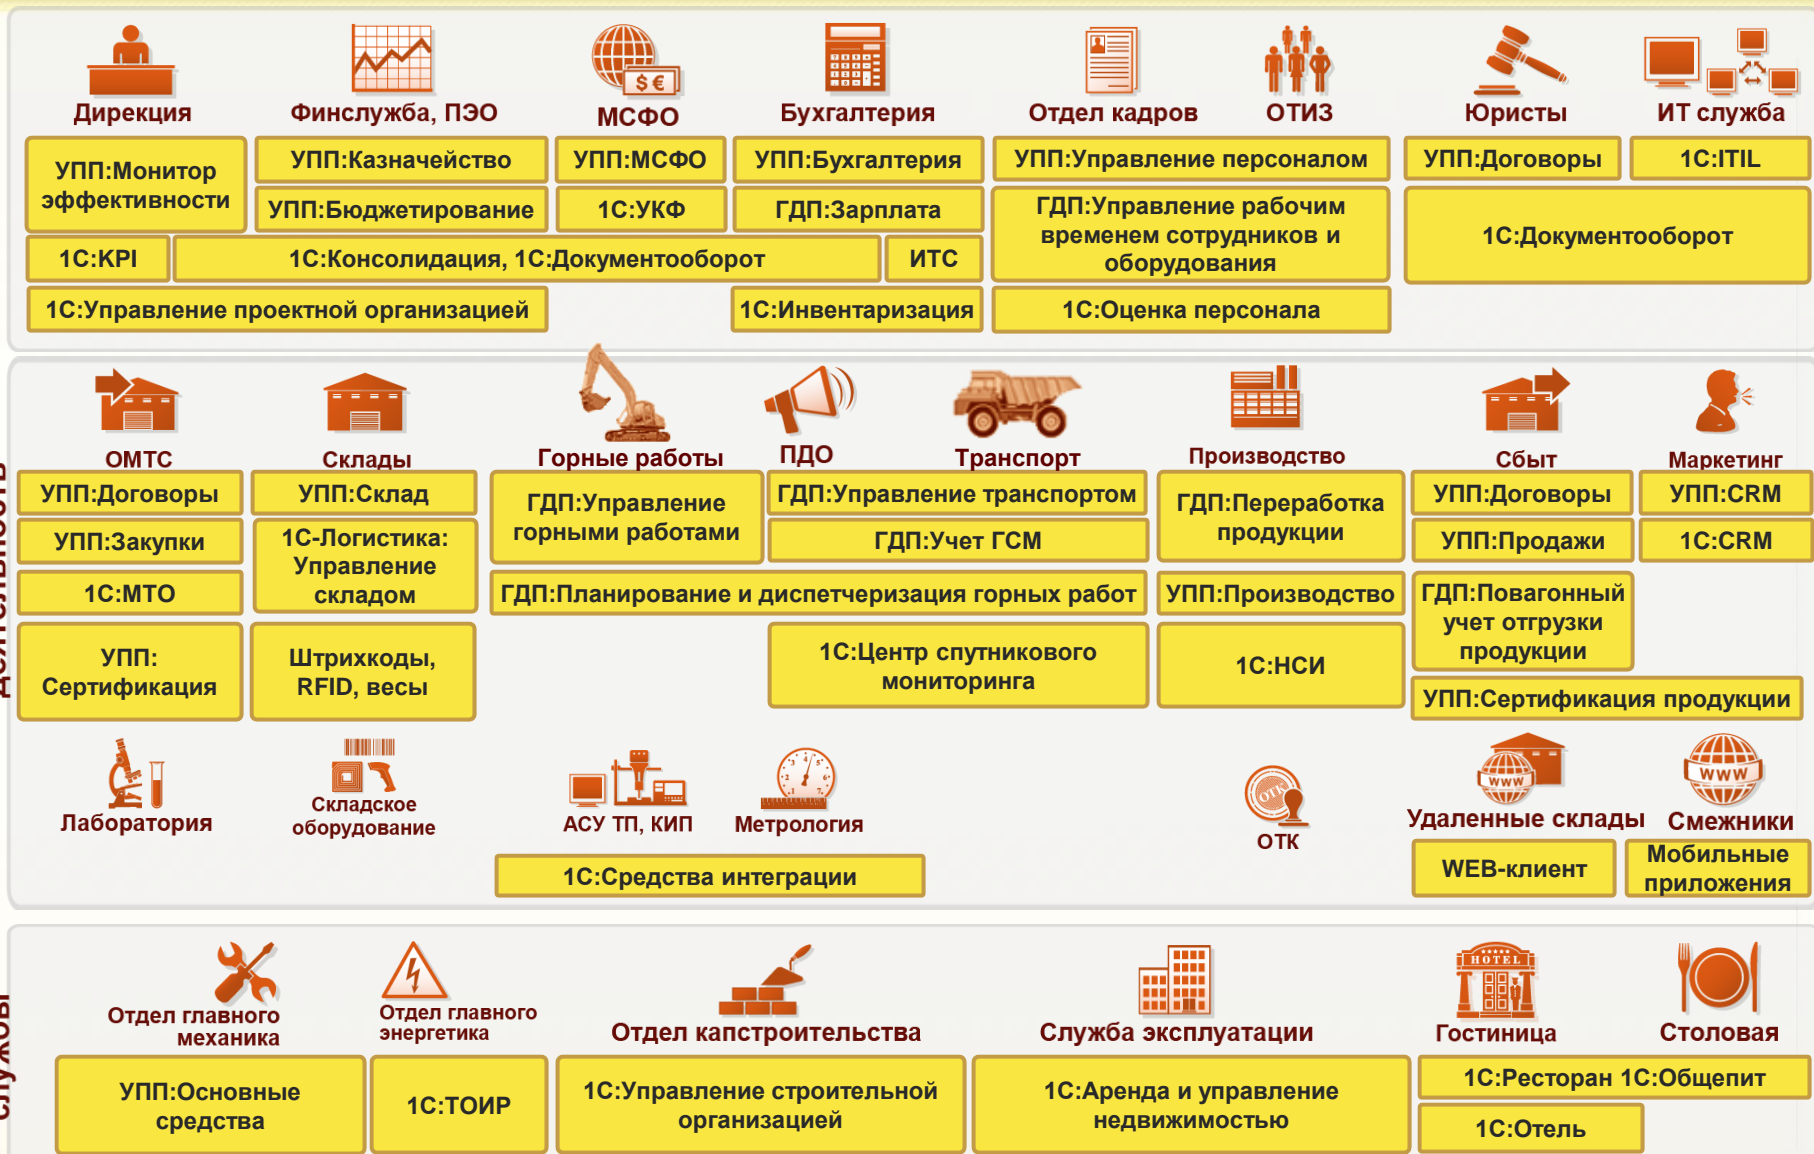 Дирекция
Финслужба, ПЭО
МСФО
Бухгалтерия
Отдел кадров
ОТИЗ
Юристы
ИТ служба
$ €
УПП:Монитор
эффективности
УПП:Казначейство
УПП:МСФО
УПП:Бухгалтерия
УПП:Управление персоналом
УПП:Договоры
1С:ITIL
УПП:Бюджетирование
1С:УКФ
ГДП:Зарплата
ГДП:Управление рабочим
временем сотрудников и
оборудования
1С:Документооборот
1С:KPI
1С:Консолидация, 1С:Документооборот
ИТС
1С:Управление проектной организацией
1С:Инвентаризация
1С:Оценка персонала
ОМТС
Склады
Горные работы
ПДО
Транспорт
Производство
Сбыт
Маркетинг
УПП:Договоры
УПП:Склад
ГДП:Управление
горными работами
ГДП:Управление транспортом
ГДП:Переработка
продукции
УПП:Договоры
УПП:CRM
УПП:Закупки
1С-Логистика:
Управление
складом
ГДП:Учет ГСМ
УПП:Продажи
1С:CRM
1С:МТО
ГДП:Планирование и диспетчеризация горных работ
УПП:Производство
ГДП:Повагонный
учет отгрузки
продукции
УПП:
Сертификация
Штрихкоды,
RFID, весы
1С:Центр спутникового
мониторинга
1С:НСИ
УПП:Сертификация продукции
Лаборатория
Складское
оборудование
АСУ ТП, КИП
Метрология
ОТК
ОТК
www
Удаленные склады
www
Смежники
1С:Средства интеграции
WEB-клиент
Мобильные
приложения
Отдел главного
механика
Отдел главного
энергетика
Отдел капстроительства
Служба эксплуатации
HOTEL
Гостиница
Столовая
УПП:Основные
средства
1С:ТОИР
1С:Управление строительной
организацией
1С:Аренда и управление
недвижимостью
1С:Ресторан 1С:Общепит
1С:Отель